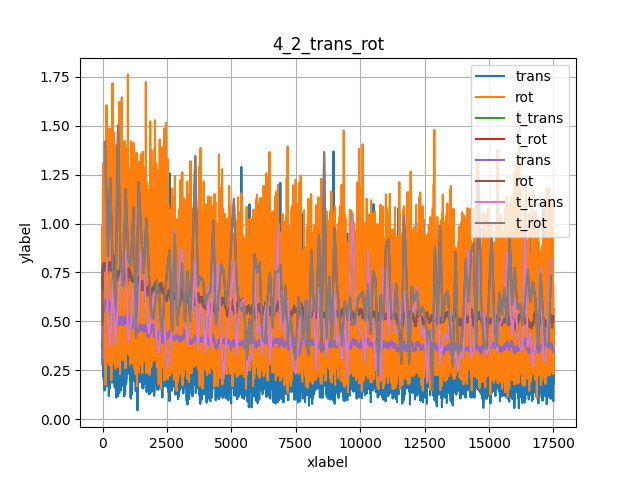 4_2_trans_rot
1.75
1.50
1.25
1.00
0.75
0.50
0.25
0.00
ylabel
0
2500
5000
7500
10000
12500
15000
17500
xlabel
trans
rot
t_trans
t_rot
trans
rot
t_trans
t_rot